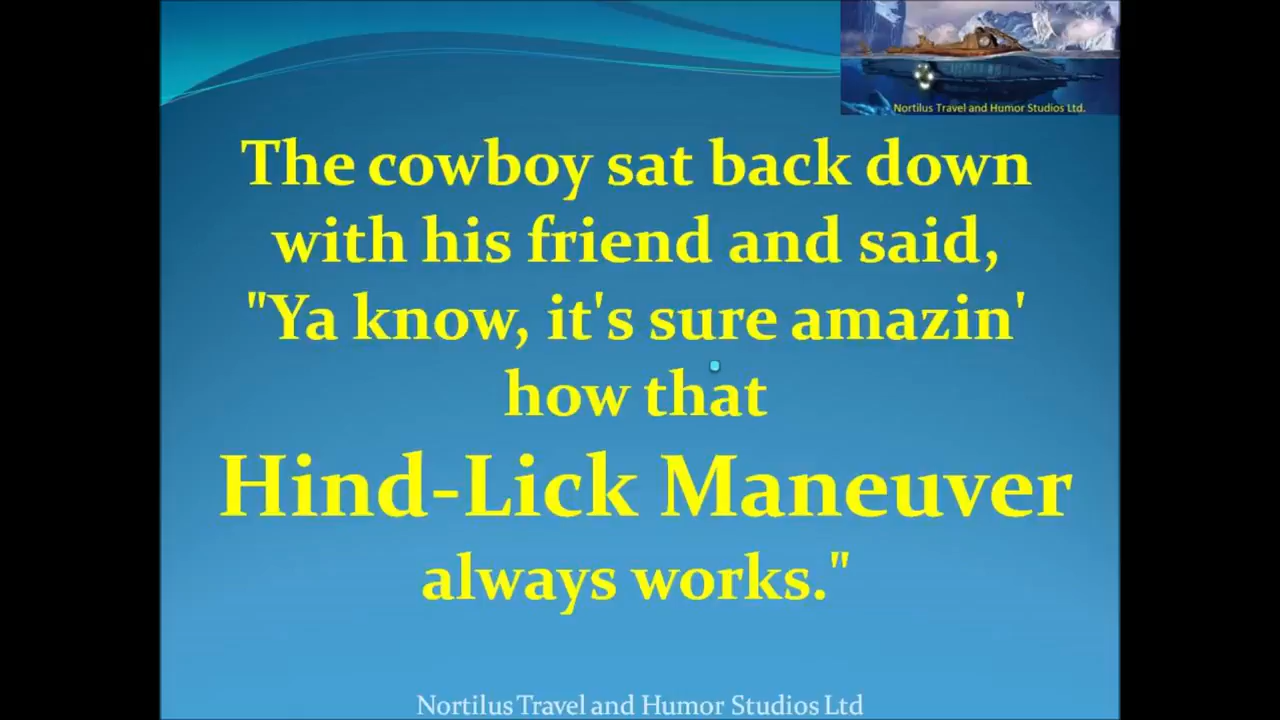 Nortilus Travel and Humor Studios Ltd.
The cowboy sat back down
with his friend and said,
"Ya know, it's sure amazin'
how that
Hind-Lick Maneuver
always works."
Nortilus Travel and Humor Studios Ltd